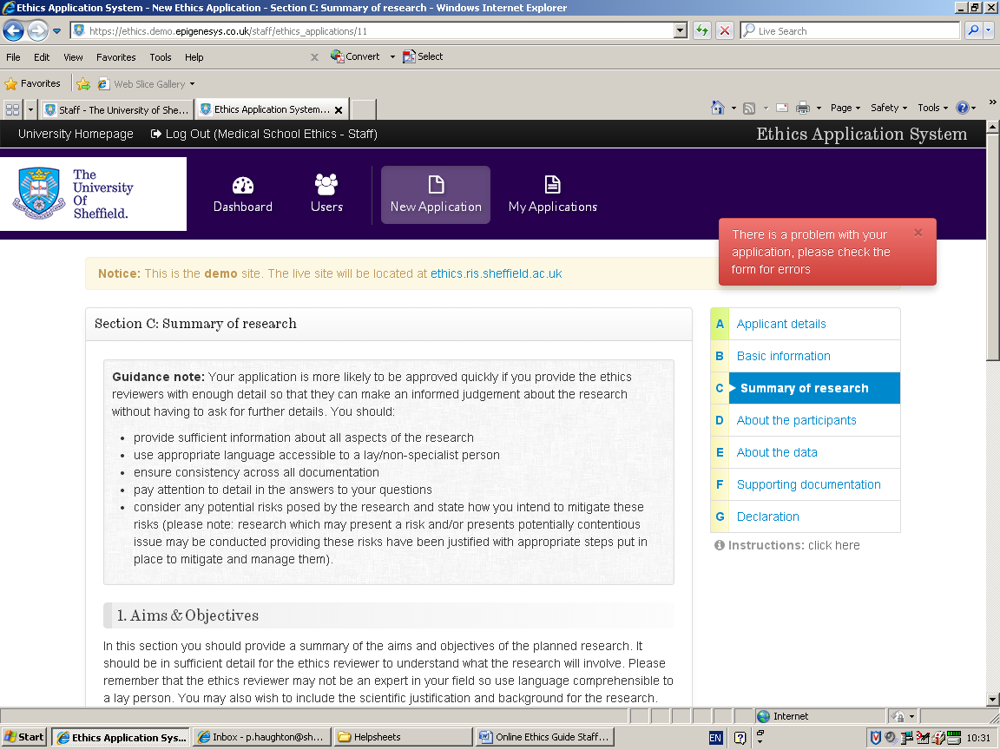 Ethics Application System - New Ethics Application - Section C: Summary of research - Windows Internet Explorer
https://ethics.demo.epigenesys.co.uk/staff/ethics_applications/11
Live Search
File Edit View Favorites Tools Help
x Convert Select
Favorites Web Slice Gallery
Staff - The University of She... Ethics Application System... Page Safety Tools
University Homepage Log Out (Medical School Ethics - Staff) Ethics Application System
The
University
Of
Sheffield.
Dashboard Users New Application My Applications
There is a problem with your ×
application, please check the
form for errors
Notice: This is the demo site. The live site will be located at ethics.ris.sheffield.ac.uk
Section C: Summary of research
Guidance note: Your application is more likely to be approved quickly if you provide the ethics
reviewers with enough detail so that they can make an informed judgement about the research
without having to ask for further details. You should:
• provide sufficient information about all aspects of the research
• use appropriate language accessible to a lay/non-specialist person
• ensure consistency across all documentation
• pay attention to detail in the answers to your questions
• consider any potential risks posed by the research and state how you intend to mitigate these
risks (please note: research which may present a risk and/or presents potentially contentious
issue may be conducted providing these risks have been justified with appropriate steps put in
place to mitigate and manage them).
1. Aims & Objectives
In this section you should provide a summary of the aims and objectives of the planned research. It
should be in sufficient detail for the ethics reviewer to understand what the research will involve. Please
remember that the ethics reviewer may not be an expert in your field so use language comprehensible to
a lay person. You may also wish to include the scientific justification and background for the research.
A Applicant details
B Basic information
C Summary of research
D About the participants
E About the data
F Supporting documentation
G Declaration
Instructions: click here
Internet
Start Ethics Application Sys... Inbox - p.haughton@sh... Helpsheets Online Ethics Guide Staff... EN 10:31